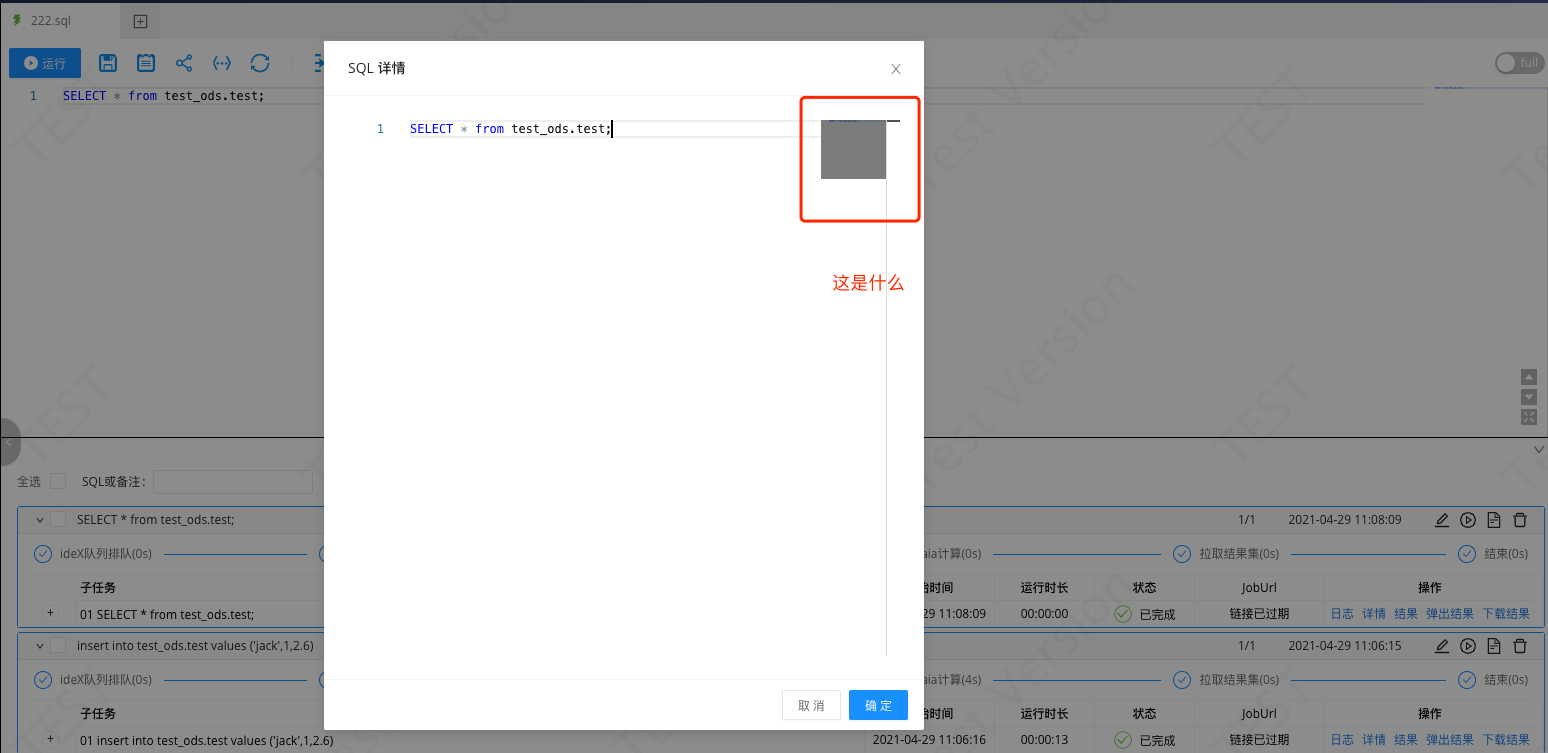 222.sql
运行
full
1 SELECT * from test_ods.test;
SQL 详情
1 SELECT * from test_ods.test;
这是什么
取 消
确 定
全选
SQL或备注:
SELECT * from test_ods.test;
1/1
2021-04-29 11:08:09
ideX队列排队(0s)
aia计算(0s)
拉取结果集(0s)
结束(0s)
子任务
时间
运行时长
状态
JobUrl
操作
01 SELECT * from test_ods.test;
29 11:08:09
00:00:00
已完成
链接已过期
日志 详情 结果 弹出结果 下载结果
insert into test_ods.test values ('jack',1,2.6)
1/1
2021-04-29 11:06:15
ideX队列排队(0s)
aia计算(4s)
拉取结果集(0s)
结束(0s)
子任务
时间
运行时长
状态
JobUrl
操作
01 insert into test_ods.test values ('jack',1,2.6)
2021-04-29 11:06:16
00:00:13
已完成
链接已过期
日志 详情 结果 弹出结果 下载结果
TEST
Test Version
TEST
TEST
Test Version
TEST